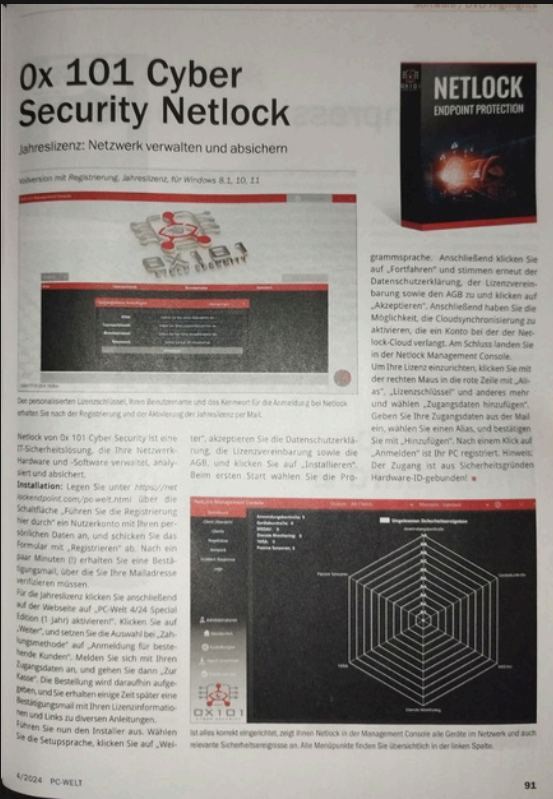 Software / DVD Highlights
0x 101 Cyber
Security Netlock
Jahreslizenz: Netzwerk verwalten und absichern
NETLOCK
ENDPOINT PROTECTION
Vollversion mit Registrierung, Jahreslizenz, für Windows 8.1, 10, 11
0X101
CYBER SECURITY
Der personalisierten Lizenzschlüssel, Ihren Benutzername und das Kennwort für die Anmeldung bei Netlock
erhalten Sie nach der Registrierung und der Aktivierung der Jahreslizenz per Mail.
Netlock von 0x 101 Cyber Security ist eine
IT-Sicherheitslösung, die Ihre Netzwerk-
Hardware und -Software verwaltet, analy-
siert und absichert.
Installation: Legen Sie unter https://net
lockendpoint.com/pc-welt.html über die
Schaltfläche „Führen Sie die Registrierung
hier durch" ein Nutzerkonto mit Ihren per-
sönlichen Daten an, und schicken Sie das
Formular mit „Registrieren" ab. Nach ein
paar Minuten (!) erhalten Sie eine Bestä-
tigungsmail, über die Sie Ihre Mailadresse
verifizieren müssen.
Für die Jahreslizenz klicken Sie anschließend
auf der Webseite auf „PC-Welt 4/24 Special
Edition (1 Jahr) aktivieren!". Klicken Sie auf
„Weiter", und setzen Sie die Auswahl bei „Zah-
lungsmethode" auf „Anmeldung für beste-
hende Kunden". Melden Sie sich mit Ihren
Zugangsdaten an, und gehen Sie dann „Zur
Kasse". Die Bestellung wird daraufhin aufge-
geben, und Sie erhalten einige Zeit später eine
Bestätigungsmail mit Ihren Lizenzinformatio-
nen und Links zu diversen Anleitungen.
Führen Sie nun den Installer aus. Wählen
Sie die Setupsprache, klicken Sie auf „Wei-
ter", akzeptieren Sie die Datenschutzerklä-
rung, die Lizenzvereinbarung sowie die
AGB, und klicken Sie auf „Installieren".
Beim ersten Start wählen Sie die Pro-
grammsprache. Anschließend klicken Sie
auf „Fortfahren" und stimmen erneut der
Datenschutzerklärung, der Lizenzverein-
barung sowie den AGB zu und klicken auf
„Akzeptieren". Anschließend haben Sie die
Möglichkeit, die Cloudsynchronisierung zu
aktivieren, die ein Konto bei der der Net-
lock-Cloud verlangt. Am Schluss landen Sie
in der Netlock Management Console.
Um Ihre Lizenz einzurichten, klicken Sie mit
der rechten Maus in die rote Zeile mit „Ali-
as", „Lizenzschlüssel" und anderes mehr
und wählen „Zugangsdaten hinzufügen".
Geben Sie Ihre Zugangsdaten aus der Mail
ein, wählen Sie einen Alias, und bestätigen
Sie mit „Hinzufügen". Nach einem Klick auf
„Anmelden" ist Ihr PC registriert. Hinweis:
Der Zugang ist aus Sicherheitsgründen
Hardware-ID-gebunden!
0X101
Ist alles korrekt eingerichtet, zeigt Ihnen Netlock in der Management Console alle Geräte im Netzwerk und auch
relevante Sicherheitsereignisse an. Alle Menüpunkte finden Sie übersichtlich in der linken Spalte.
4/2024 PC-WELT
91